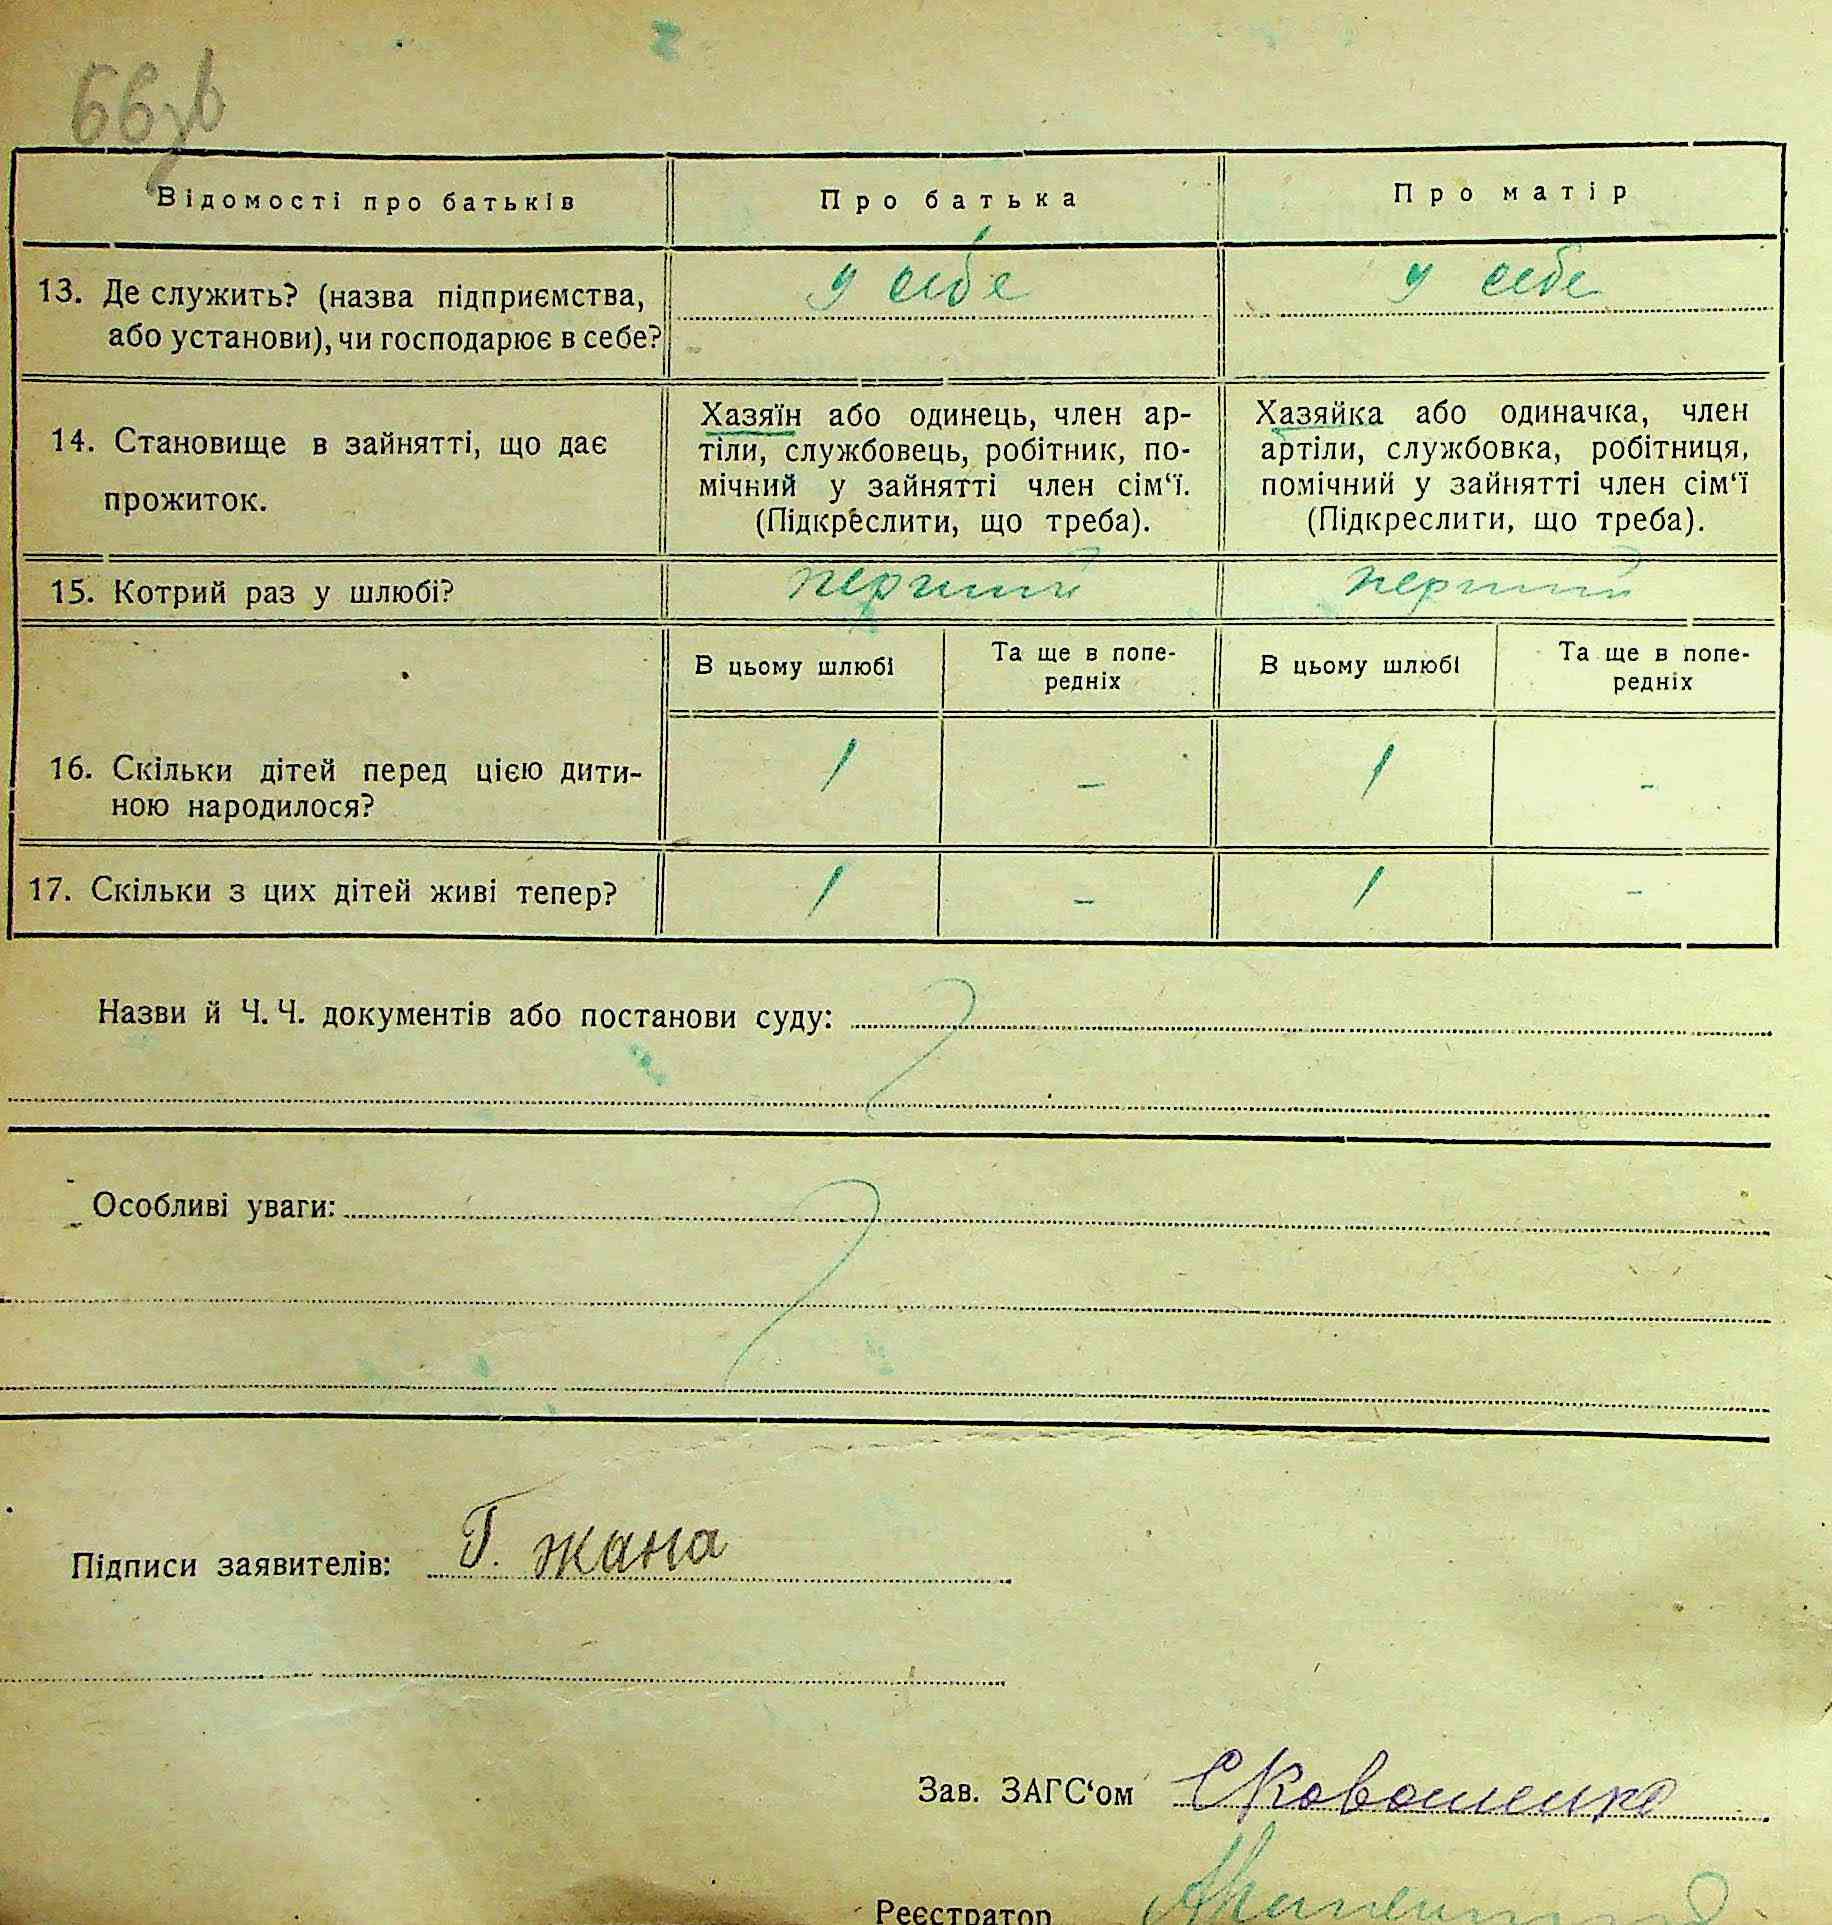 66зв
Відомості про батьків
Про батька
Про матір
13. Де служить? (назва підприємства,
або установи), чи господарює в себе?
у себе
у себе
14. Становище в зайнятті, що дає
прожиток.
Хазяїн або одинець, член ар-
тіли, службовець, робітник, по-
мічний у зайнятті член сім‘ї.
(Підкреслити, що треба).
Хазяйка або одиначка, член
артіли, службовка, робітниця,
помічний у зайнятті член сім‘ї
(Підкреслити, що треба).
15. Котрий раз у шлюбі?
перший
перший
В цьому шлюбі
Та ще в попе-
редніх
В цьому шлюбі
Та ще в попе-
редніх
16. Скільки дітей перед цією дити-
ною народилося?
1
-
1
-
17. Скільки з цих дітей живі тепер?
1
-
1
-
Назви й Ч. Ч. документів або постанови суду:
Особливі уваги:
Підписи заявителів: Г. жана
Зав. ЗАГС‘ом
Реєстратор